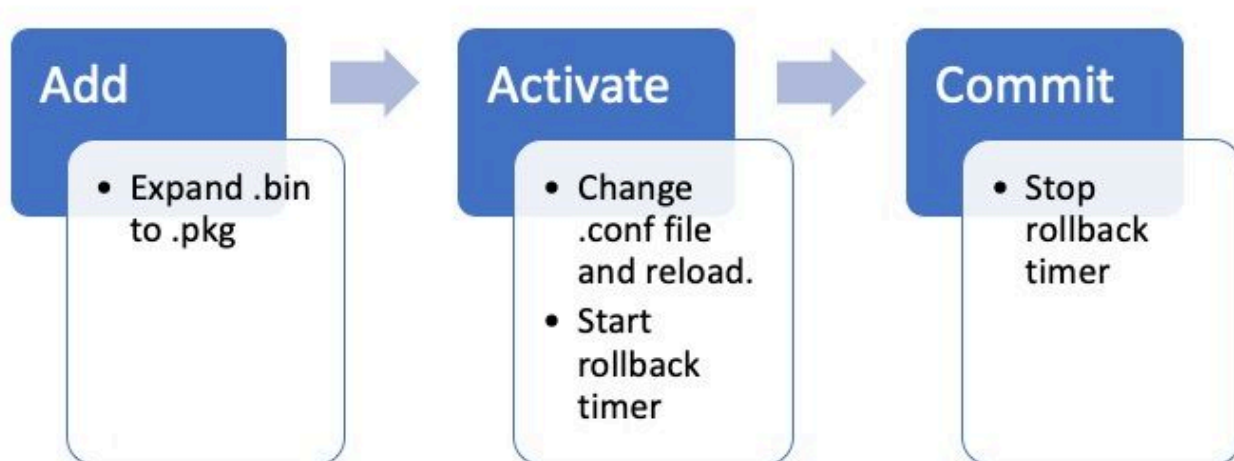 Add
• Expand .bin
to .pkg
Activate
• Change
.conf file
and reload.
• Start
rollback
timer
Commit
• Stop
rollback
timer